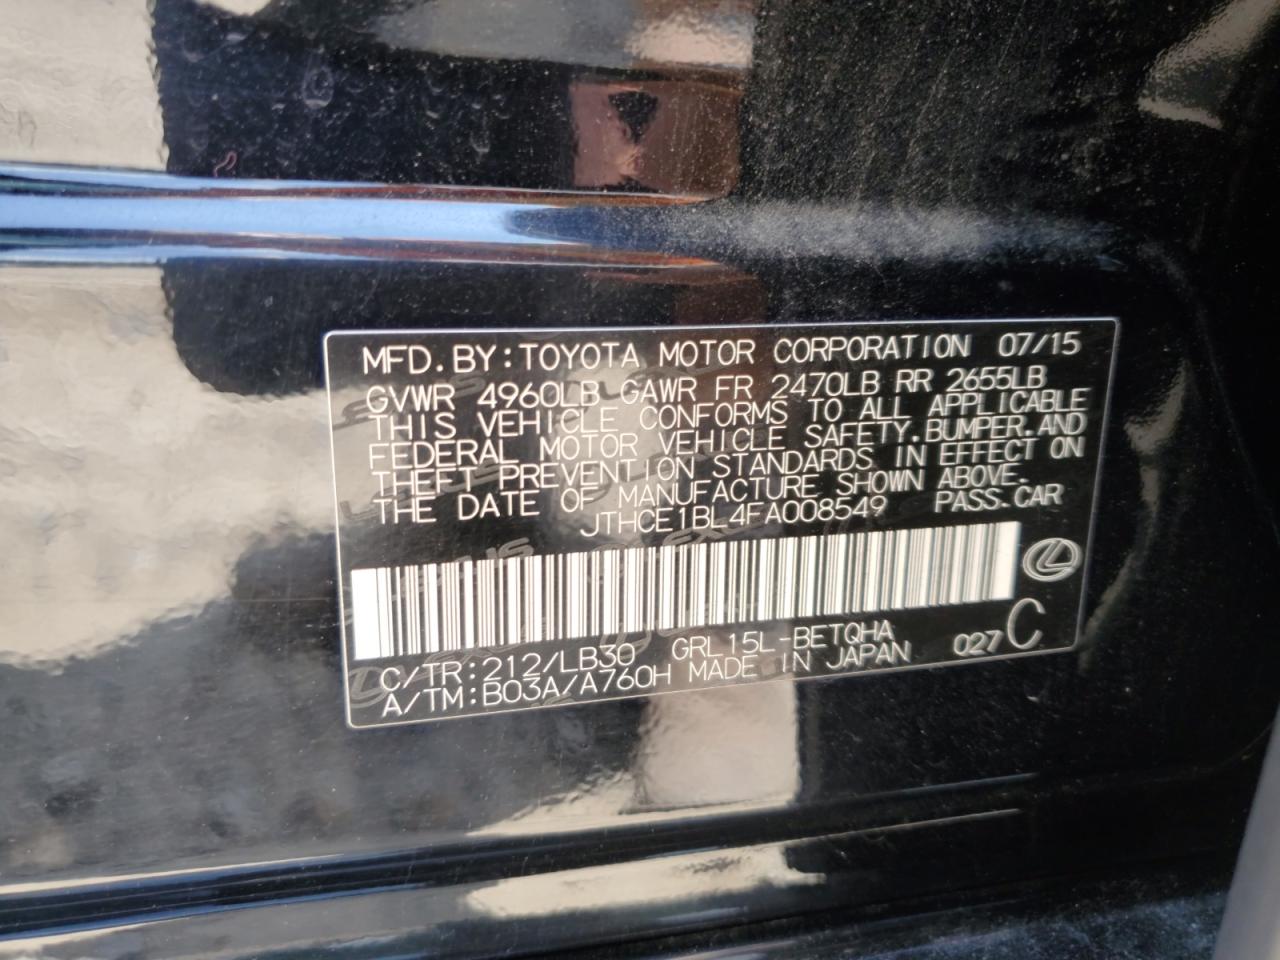 MFD.BY:TOYOTA MOTOR CORPORATION 07/15
GVWR 4960LB GAWR FR 2470LB RR 2655LB
THIS VEHICLE CONFORMS TO ALL APPLICABLE
FEDERAL MOTOR VEHICLE SAFETY,BUMPER,AND
THEFT PREVENTION STANDARDS IN EFFECT ON
THE DATE OF MANUFACTURE SHOWN ABOVE.
JTHCE1BL4FA008549 PASS.CAR
C/TR:212/LB30 GRL15L-BETQHA 027 C
A/TM:B03A/A760H MADE IN JAPAN